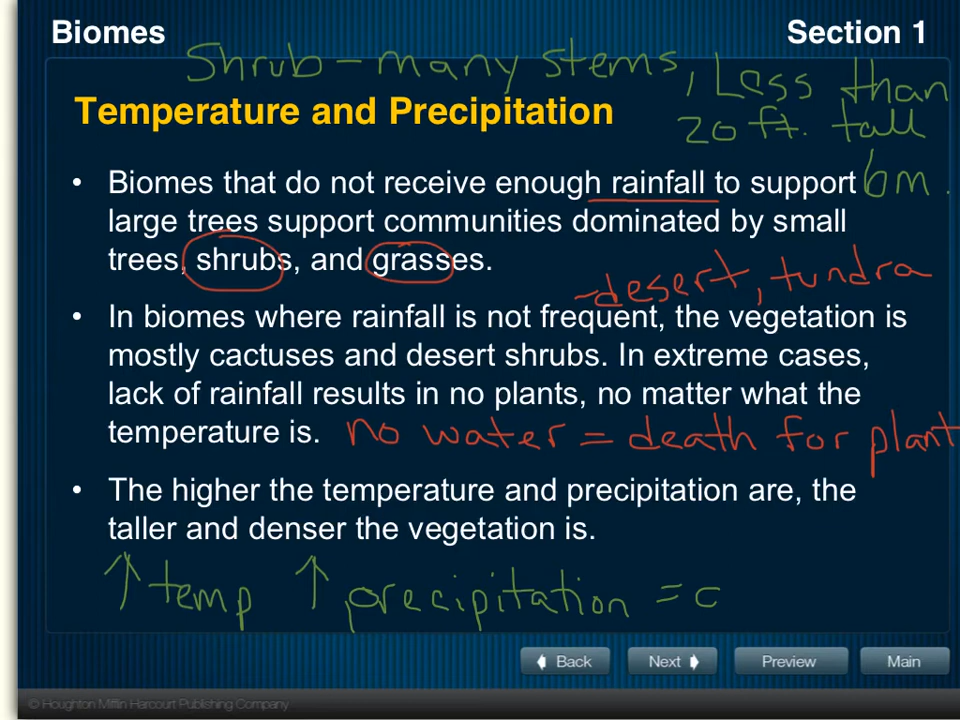 Biomes Section 1
Shrub - many stems, Less than
20 ft. tall
6m.
Temperature and Precipitation
• Biomes that do not receive enough rainfall to support
large trees support communities dominated by small
trees, shrubs, and grasses.
-desert, tundra
• In biomes where rainfall is not frequent, the vegetation is
mostly cactuses and desert shrubs. In extreme cases,
lack of rainfall results in no plants, no matter what the
temperature is.
no water = death for plant
• The higher the temperature and precipitation are, the
taller and denser the vegetation is.
↑ temp ↑ precipitation = c
Back Next Preview Main
© Houghton Mifflin Harcourt Publishing Company